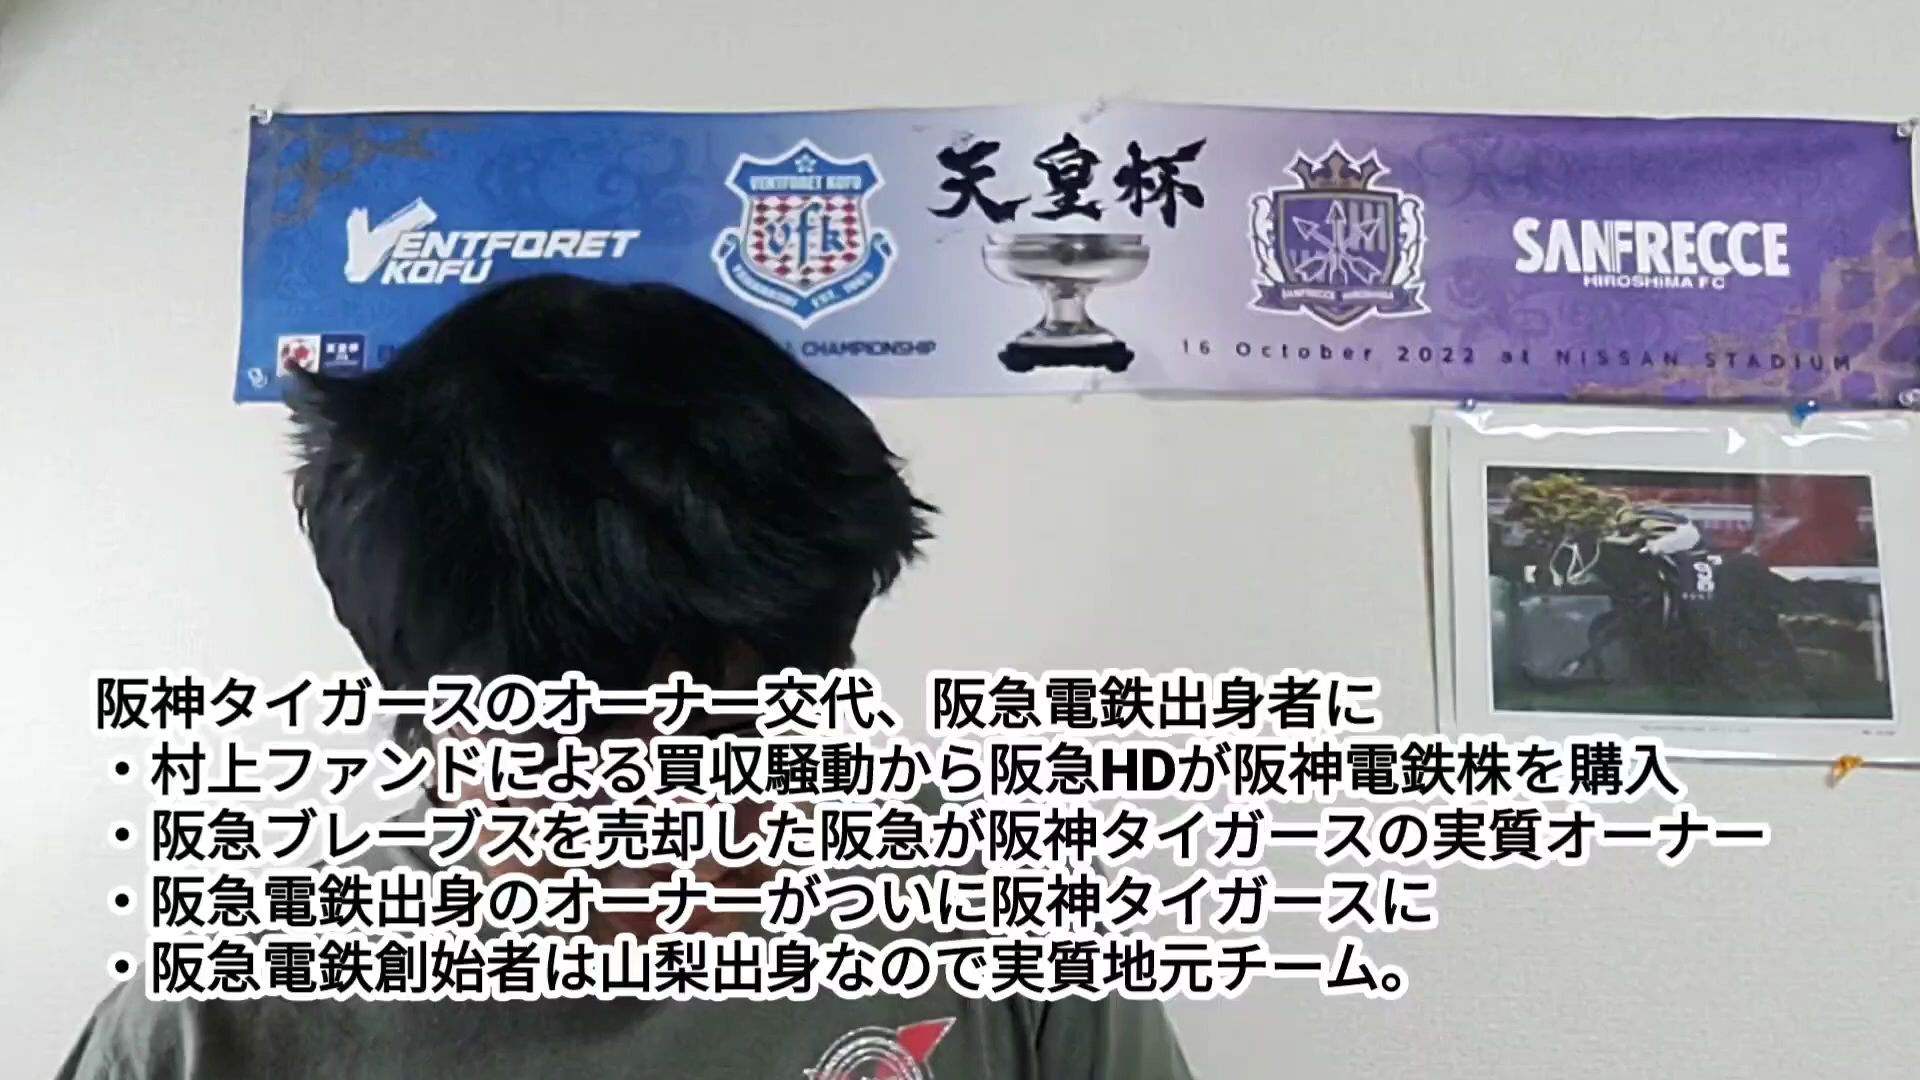 VENTFORET
KOFU
VENTFORET KOFU
vfk
天皇杯
SANFRECCE HIROSHIMA
SANFRECCE
HIROSHIMA FC
CHAMPIONSHIP
16 October 2022 at NISSAN STADIUM
阪神タイガースのオーナー交代、阪急電鉄出身者に
・村上ファンドによる買収騒動から阪急HDが阪神電鉄株を購入
・阪急ブレーブスを売却した阪急が阪神タイガースの実質オーナー
・阪急電鉄出身のオーナーがついに阪神タイガースに
・阪急電鉄創始者は山梨出身なので実質地元チーム。